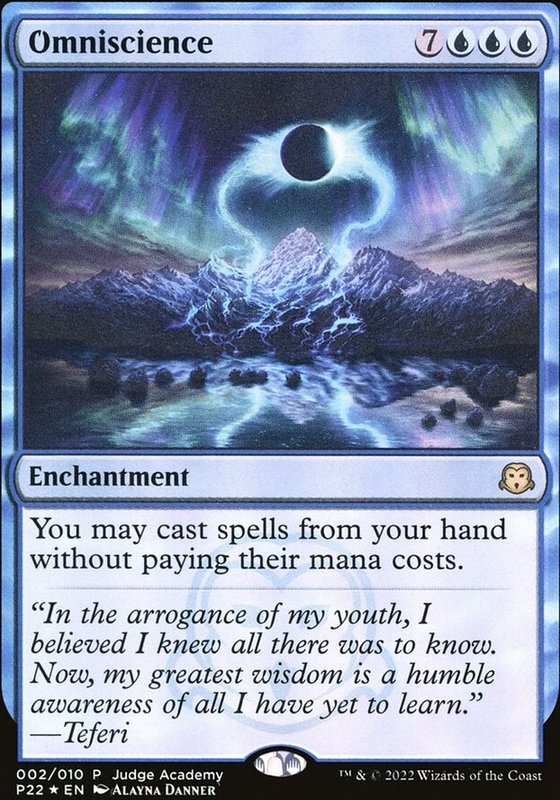 Omniscience 7
Enchantment
You may cast spells from your hand
without paying their mana costs.
“In the arrogance of my youth, I
believed I knew all there was to know.
Now, my greatest wisdom is a humble
awareness of all I have yet to learn.”
—Teferi
002/010 P Judge Academy
P22 ★ EN ALAYNA DANNER
™ & © 2022 Wizards of the Coast